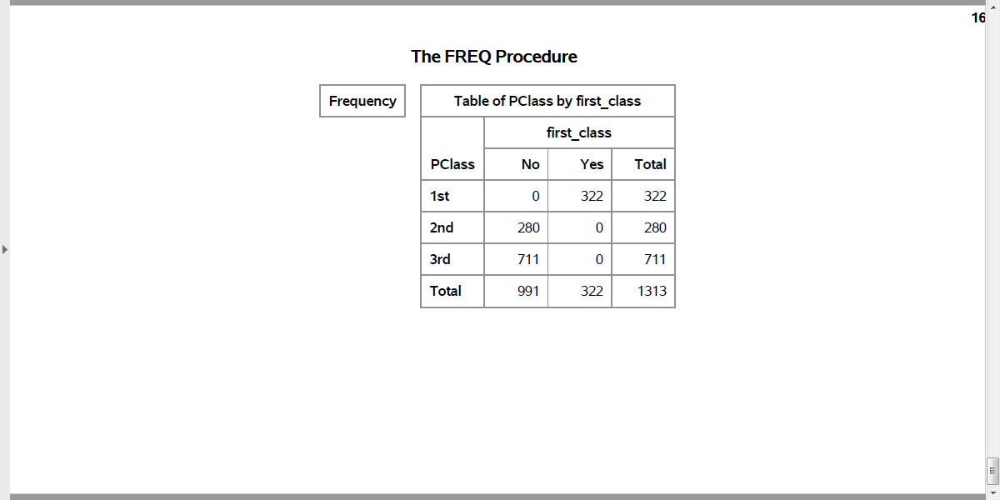 16
The FREQ Procedure
Frequency
Table of PClass by first_class
first_class
PClass No Yes Total
1st 0 322 322
2nd 280 0 280
3rd 711 0 711
Total 991 322 1313